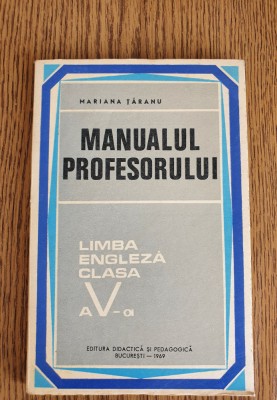 MARIANA ȚĂRANU
MANUALUL
PROFESORULUI
LIMBA
ENGLEZĂ
CLASA
A V-a
EDITURA DIDACTICĂ ȘI PEDAGOGICĂ
BUCUREȘTI — 1969